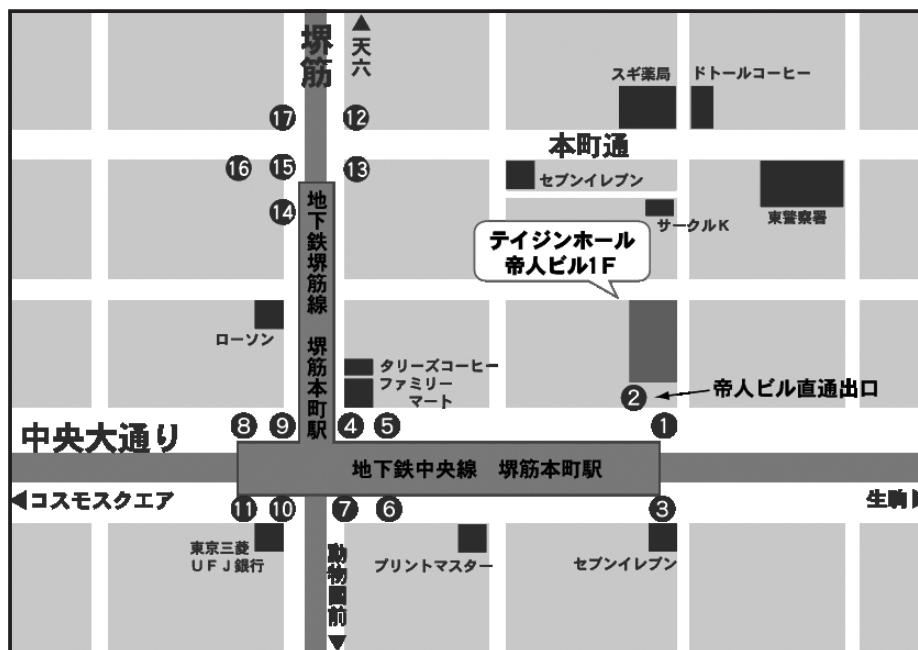 堺筋
▲天六
スギ薬局
ドトールコーヒー
⑰
⑫
本町通
⑯
⑮
⑬
セブンイレブン
東警察署
⑭
サークルK
テイジンホール
帝人ビル1F
地下鉄堺筋線 堺筋本町駅
ローソン
タリーズコーヒー
ファミリー
マート
②
帝人ビル直通出口
⑧
⑨
④
⑤
①
中央大通り
地下鉄中央線 堺筋本町駅
◀コスモスクエア
生駒▶
⑪
⑩
⑦
⑥
③
東京三菱
UFJ銀行
動物園前▼
プリントマスター
セブンイレブン